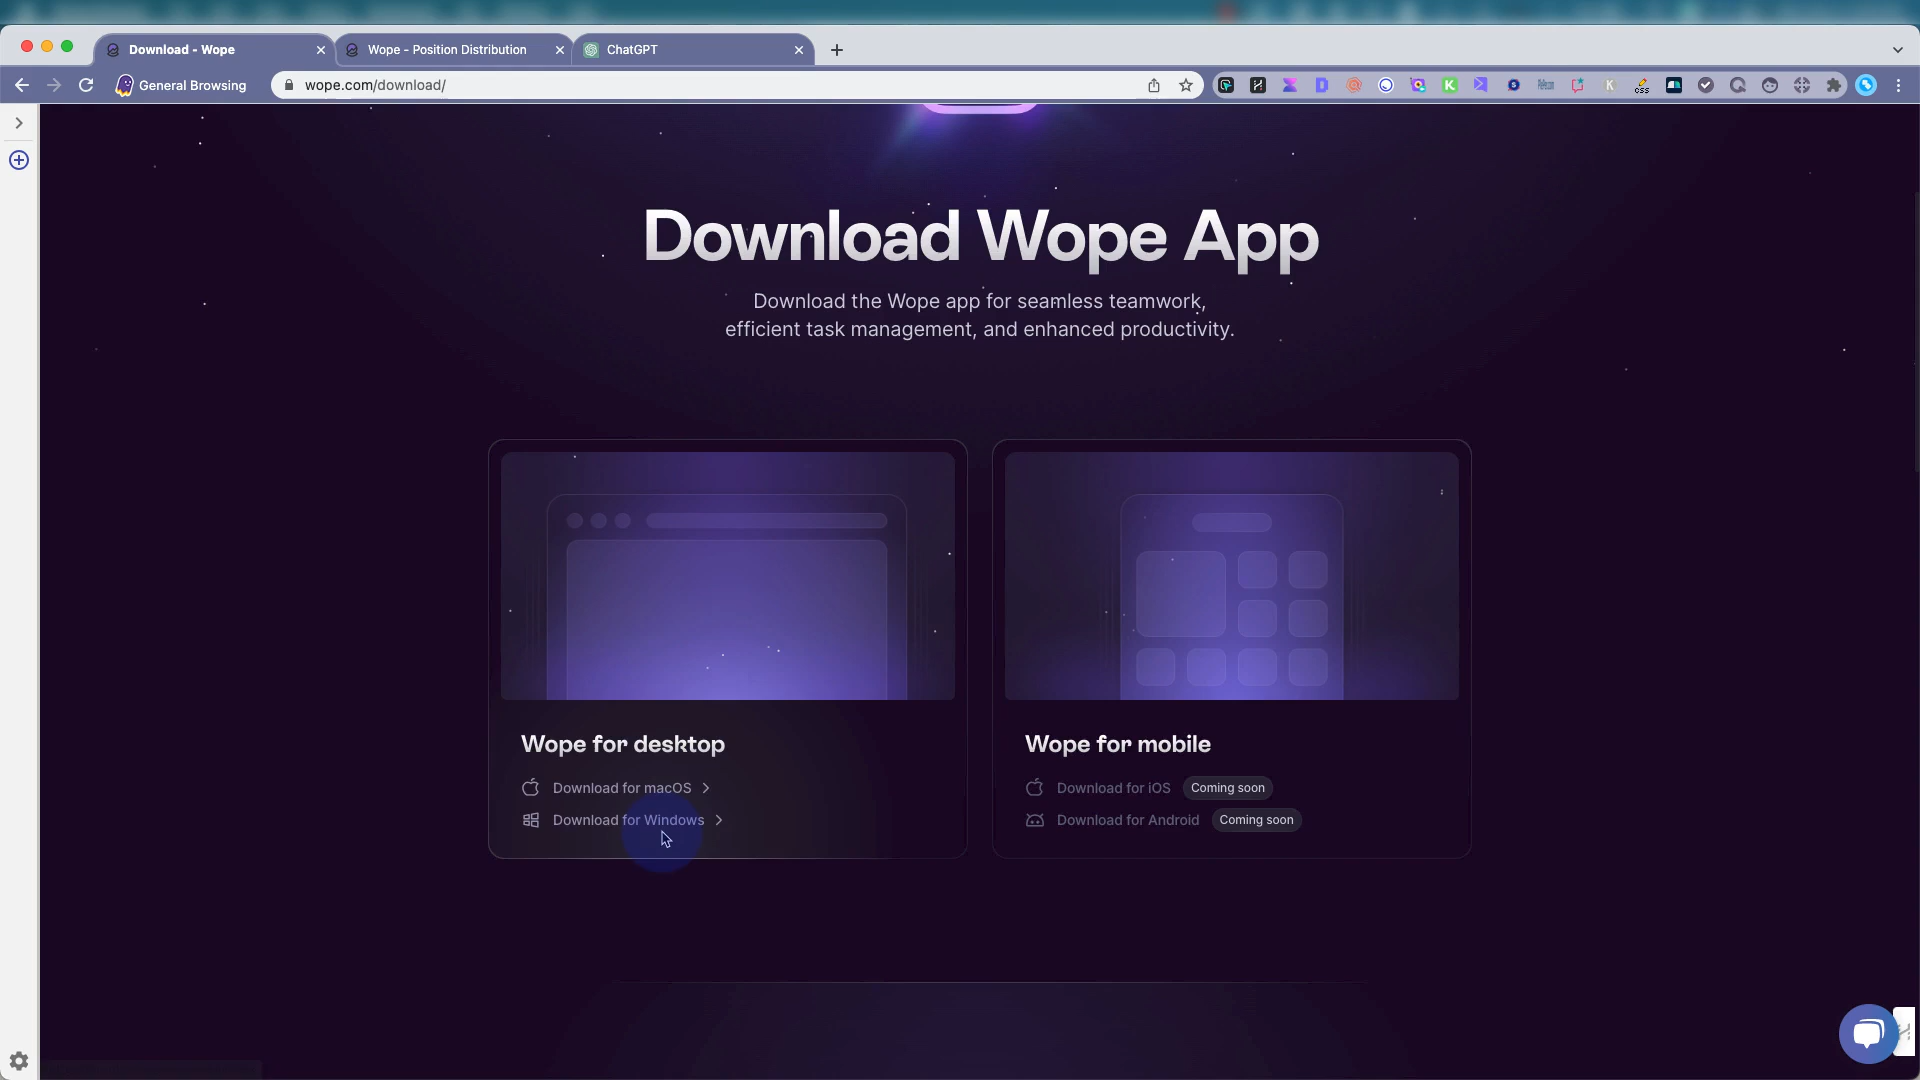 Download - Wope
Wope - Position Distribution
ChatGPT
General Browsing
wope.com/download/
Download Wope App
Download the Wope app for seamless teamwork,
efficient task management, and enhanced productivity.
Wope for desktop
Download for macOS
Download for Windows
Wope for mobile
Download for iOS
Coming soon
Download for Android
Coming soon